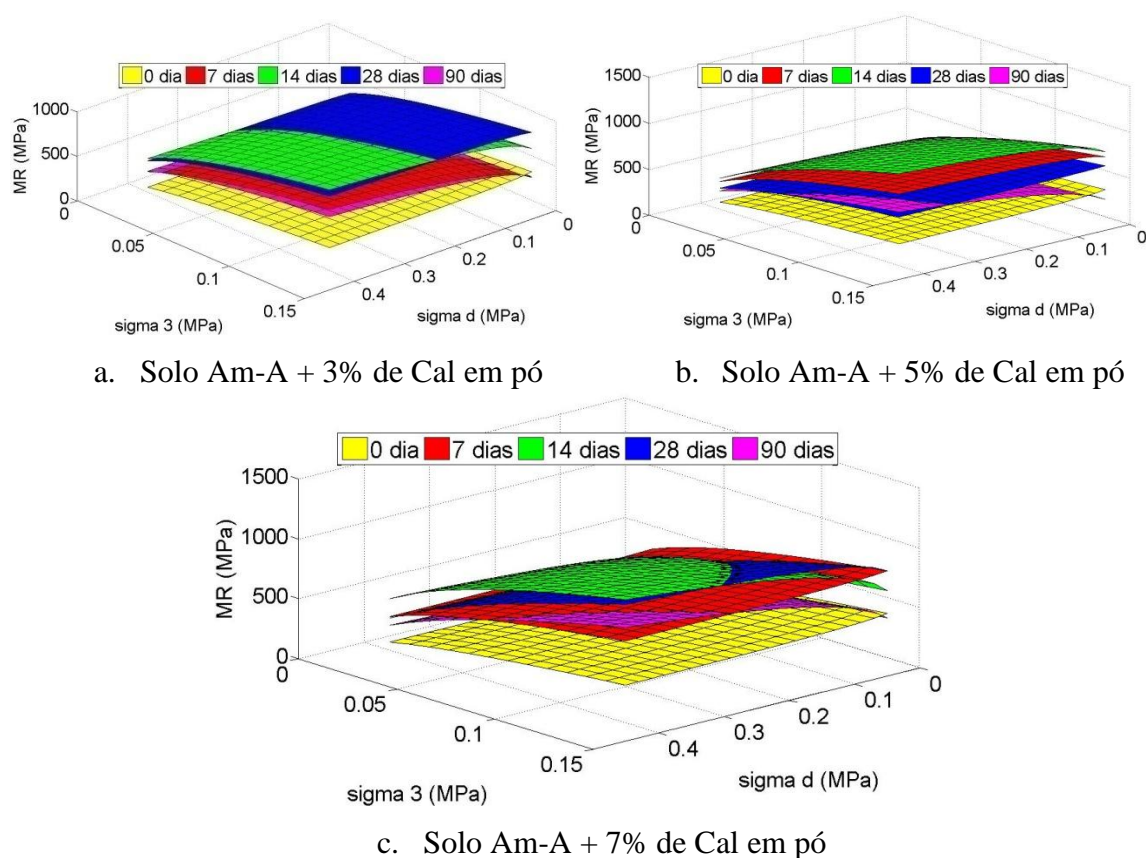 0 dia 7 dias 14 dias 28 dias 90 dias
1000
500
0
MR (MPa)
0
0.05
0.1
0.15
sigma 3 (MPa)
0.4
0.3
0.2
0.1
0
sigma d (MPa)
a. Solo Am-A + 3% de Cal em pó
0 dia 7 dias 14 dias 28 dias 90 dias
1500
1000
500
0
MR (MPa)
0
0.05
0.1
0.15
sigma 3 (MPa)
0.4
0.3
0.2
0.1
0
sigma d (MPa)
b. Solo Am-A + 5% de Cal em pó
0 dia 7 dias 14 dias 28 dias 90 dias
1500
1000
500
0
MR (MPa)
0
0.05
0.1
0.15
sigma 3 (MPa)
0.4
0.3
0.2
0.1
0
sigma d (MPa)
c. Solo Am-A + 7% de Cal em pó